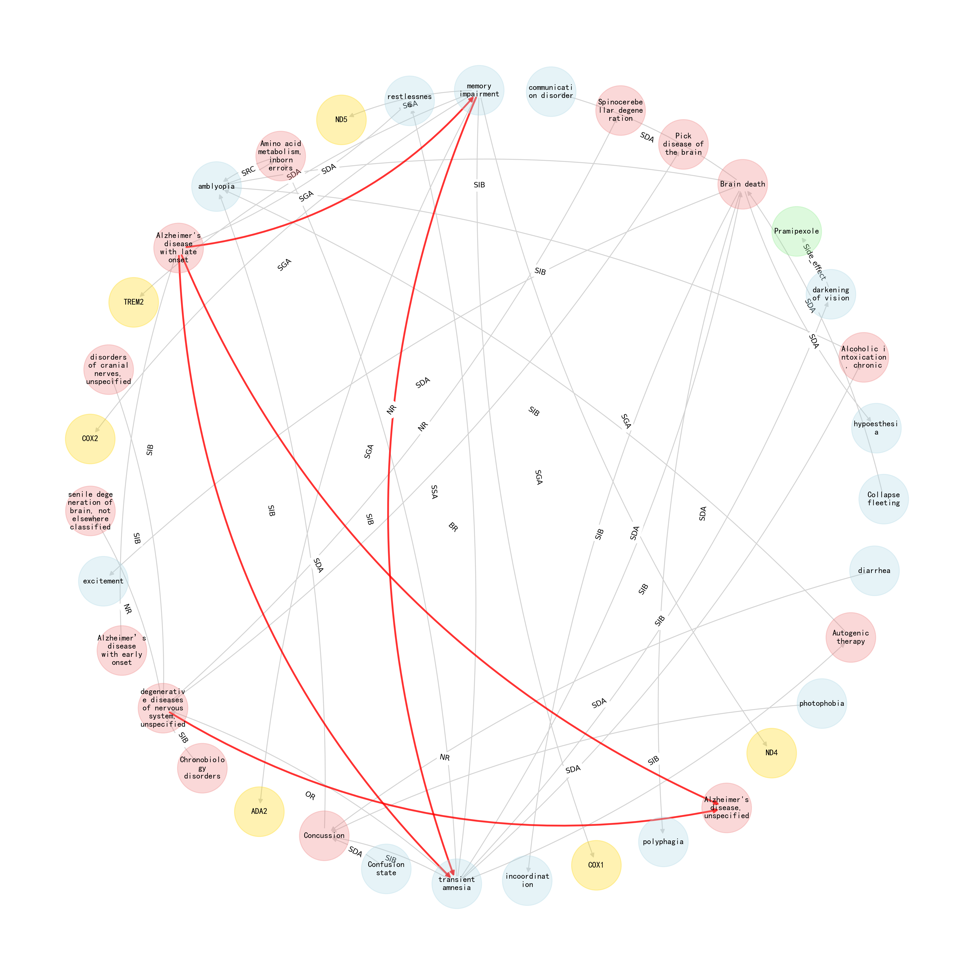 memory
impairment
communicati
on disorder
restlessnes
SGA
Spinocerebe
llar degene
ration
ND5
SDA
Pick
disease of
the brain
Amino acid
metabolism,
inborn
errors
SRC
SDA
SDA
amblyopia
SGA
SIB
Brain death
Pramipexole
Alzheimer's
disease
with late
onset
SGA
SIB
Side_effect
darkening
of vision
SDA
TREM2
SDA
disorders
of cranial
nerves,
unspecified
Alcoholic i
ntoxication
, chronic
SDA
NR
SIB
COX2
NR
SGA
hypoesthesi
a
SIB
SGA
SGA
SSA
Collapse
fleeting
senile dege
neration of
brain, not
elsewhere
classified
SIB
SIB
BR
SDA
SIB
SIB
SDA
SDA
diarrhea
excitement
SIB
NR
SIB
Alzheimer’s
disease
with early
onset
Autogenic
therapy
degenerativ
e diseases
of nervous
system,
unspecified
SDA
photophobia
SIB
NR
SIB
SDA
ND4
Chronobiolo
gy
disorders
OR
ADA2
Alzheimer's
disease,
unspecified
Concussion
SDA
SIB
polyphagia
Confusion
state
COX1
transient
amnesia
incoordinat
ion